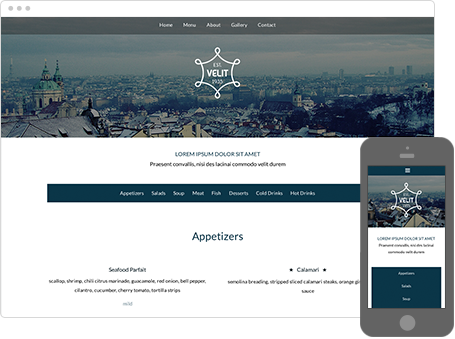 Home Menu About Gallery Contact
EST.
VELIT
1935
LOREM IPSUM DOLOR SIT AMET
Praesent convallis, nisi des lacinai commodo velit durem
Appetizers Salads Soup Meat Fish Desserts Cold Drinks Hot Drinks
Appetizers
Seafood Parfait
scallop, shrimp, chili citrus marinade, guacamole, red onion, bell pepper,
cilantro, cucumber, cherry tomato, tortilla strips
mild
★ Calamari ★
semolina breading, stripped sliced calamari steaks, orange gi
sauce
EST.
VELIT
1935
LOREM IPSUM DOLOR SIT AMET
Praesent convallis, nisi des lacinai
commodo velit durem
Appetizers
Salads
Soup